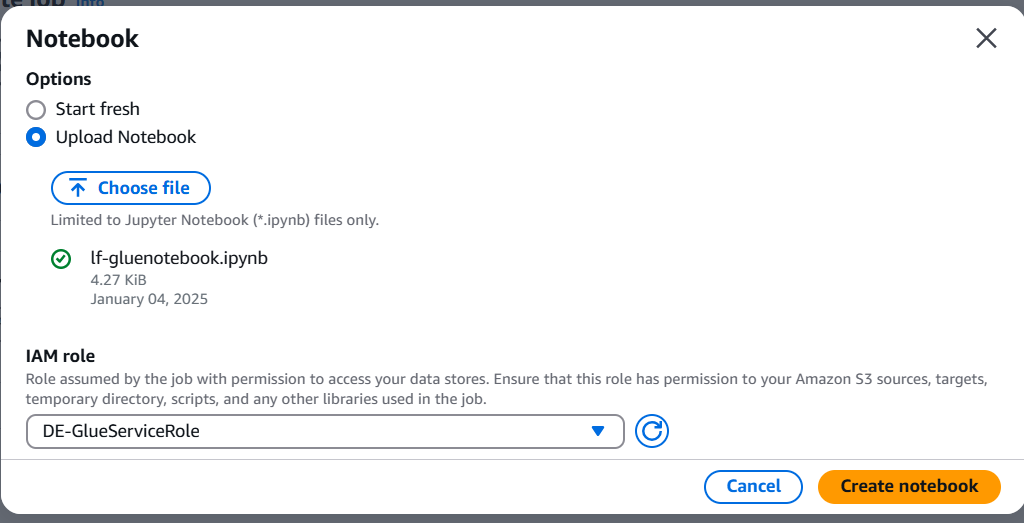 Info
Notebook
Options
Start fresh
Upload Notebook
Choose file
Limited to Jupyter Notebook (*.ipynb) files only.
lf-gluenotebook.ipynb
4.27 KiB
January 04, 2025
IAM role
Role assumed by the job with permission to access your data stores. Ensure that this role has permission to your Amazon S3 sources, targets,
temporary directory, scripts, and any other libraries used in the job.
DE-GlueServiceRole
Cancel
Create notebook